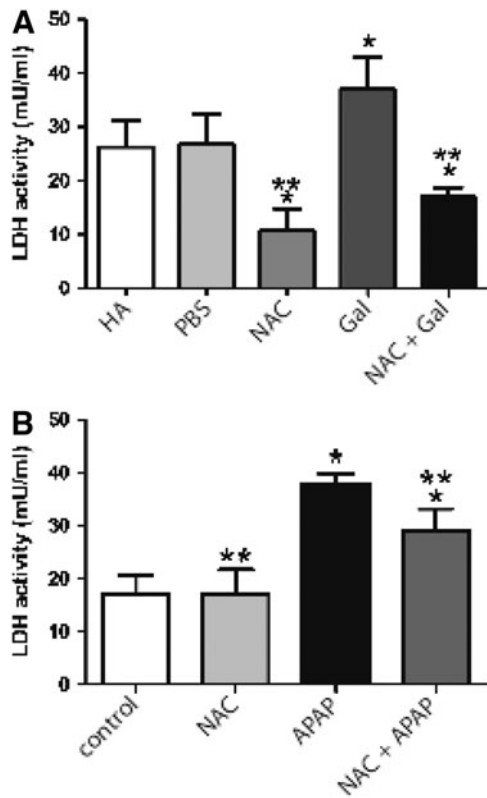 A
LDH activity (mU/ml)
50
40
30
20
10
0
**
*
*
**
*
HA
PBS
NAC
Gal
NAC + Gal
B
LDH activity (mU/ml)
50
40
30
20
10
0
**
*
**
*
control
NAC
APAP
NAC + APAP